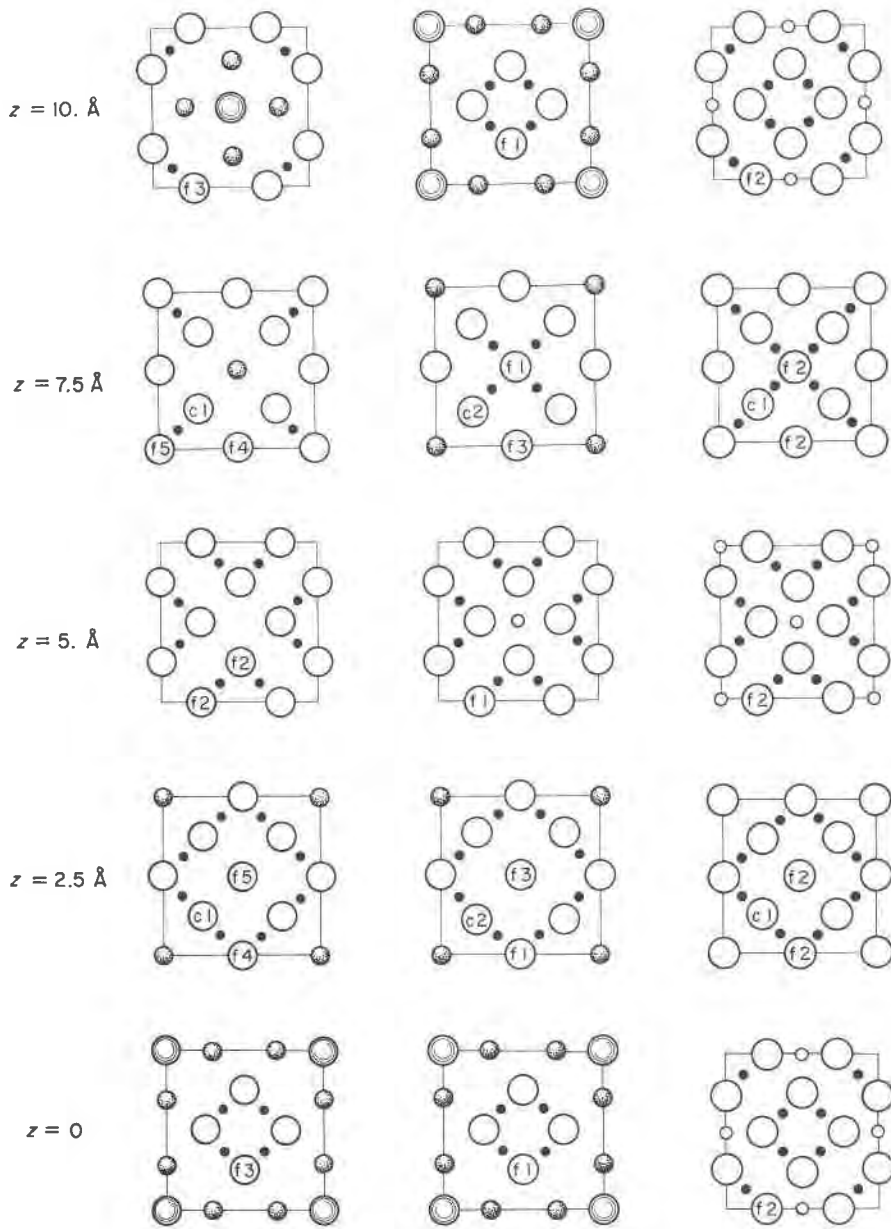 z = 10. Å
f3
f1
f2
z = 7.5 Å
c1
f5
f4
f1
c2
f3
f2
c1
f2
z = 5. Å
f2
f2
f1
f2
z = 2.5 Å
f5
c1
f4
f3
c2
f1
f2
c1
f2
z = 0
f3
f1
f2